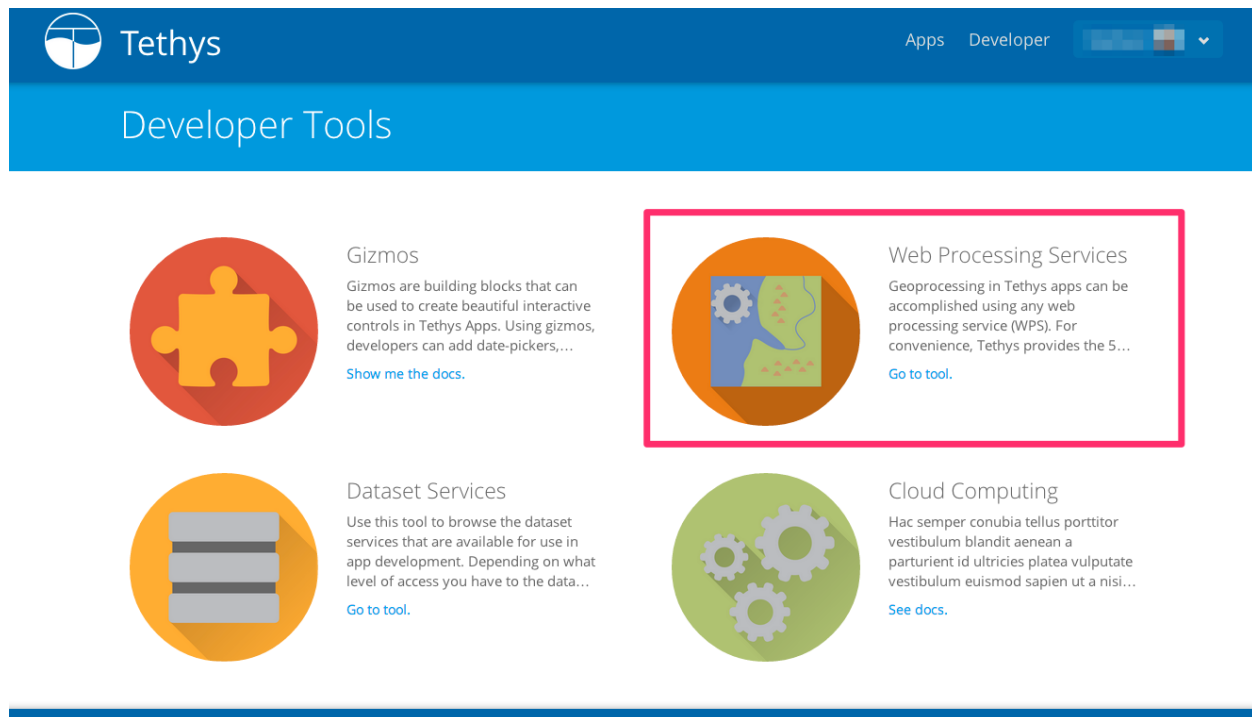 Tethys
Apps Developer
Developer Tools
Gizmos
Gizmos are building blocks that can
be used to create beautiful interactive
controls in Tethys Apps. Using gizmos,
developers can add date-pickers,...
Show me the docs.
Web Processing Services
Geoprocessing in Tethys apps can be
accomplished using any web
processing service (WPS). For
convenience, Tethys provides the 5...
Go to tool.
Dataset Services
Use this tool to browse the dataset
services that are available for use in
app development. Depending on what
level of access you have to the data...
Go to tool.
Cloud Computing
Hac semper conubia tellus porttitor
vestibulum blandit aenean a
parturient id ultricies platea vulputate
vestibulum euismod sapien ut a nisi...
See docs.